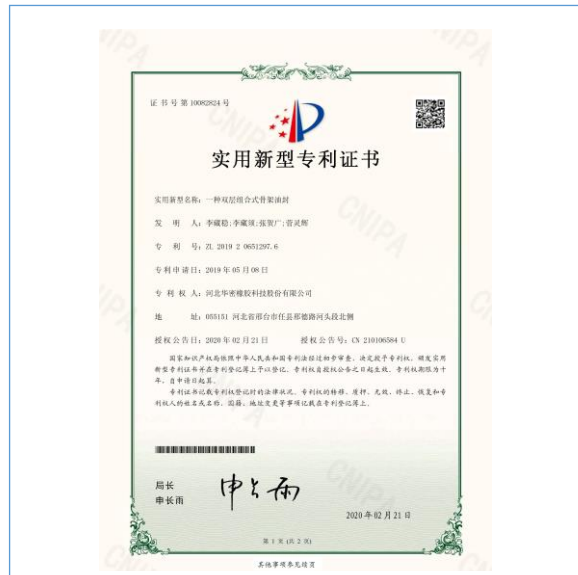 证书号第10082824号
实用新型专利证书
实用新型名称：一种双层组合式骨架油封
发明人：李藏稳;李藏须;张贺广;菅灵辉
专利号：ZL 2019 2 0651297.6
专利申请日：2019年05月08日
专利权人：河北华密橡胶科技股份有限公司
地址：055151 河北省邢台市任县邢德路河头段北侧
授权公告日：2020年02月21日 授权公告号：CN 210106584 U
国家知识产权局依照中华人民共和国专利法经过初步审查，决定授予专利权，颁发实用
新型专利证书并在专利登记簿上予以登记。专利权自授权公告之日起生效。专利权期限为十
年，自申请日起算。
专利证书记载专利权登记时的法律状况。专利权的转移、质押、无效、终止、恢复和专
利权人的姓名或名称、国籍、地址变更等事项记载在专利登记簿上。
局长
申长雨
申长雨
2020年02月21日
第1页(共2页)
其他事项参见续页
CNIPA
CNIPA
CNIPA
CNIPA